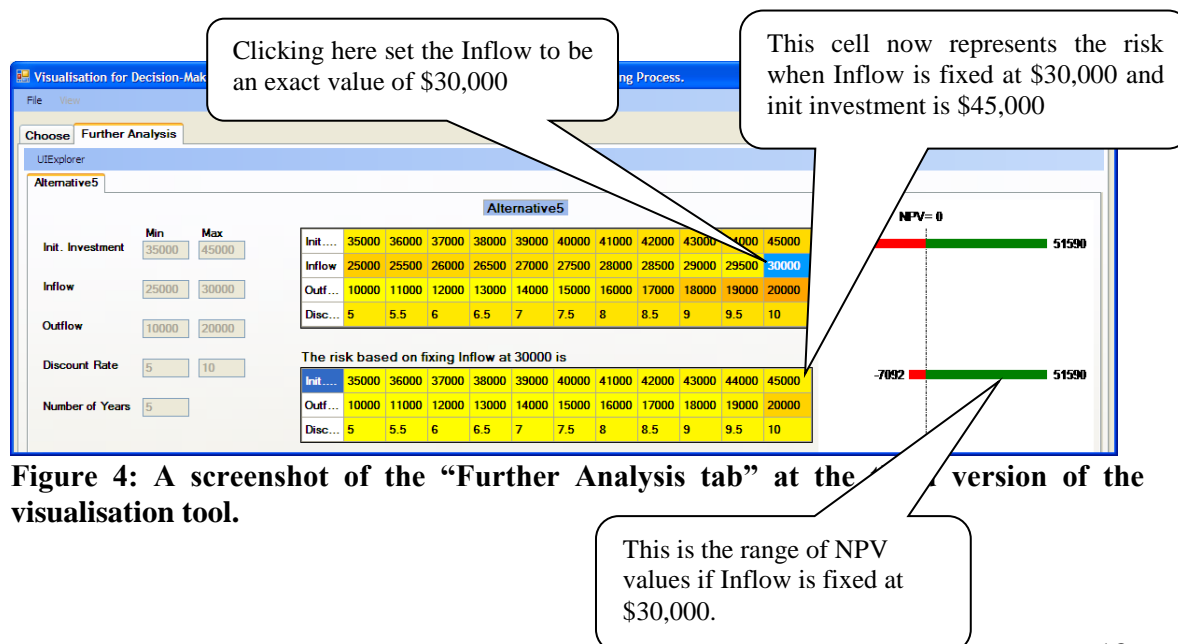 Clicking here set the Inflow to be
an exact value of $30,000
This cell now represents the risk
when Inflow is fixed at $30,000 and
init investment is $45,000
Visualisation for Decision-Mak ng Process.
File View
Choose Further Analysis
UIExplorer
Alternative5
Alternative5
Min Max
Init. Investment 35000 45000
Inflow 25000 30000
Outflow 10000 20000
Discount Rate 5 10
Number of Years 5
Init.... 35000 36000 37000 38000 39000 40000 41000 42000 43000 44000 45000
Inflow 25000 25500 26000 26500 27000 27500 28000 28500 29000 29500 30000
Outf... 10000 11000 12000 13000 14000 15000 16000 17000 18000 19000 20000
Disc... 5 5.5 6 6.5 7 7.5 8 8.5 9 9.5 10
The risk based on fixing Inflow at 30000 is
Init.... 35000 36000 37000 38000 39000 40000 41000 42000 43000 44000 45000
Outf... 10000 11000 12000 13000 14000 15000 16000 17000 18000 19000 20000
Disc... 5 5.5 6 6.5 7 7.5 8 8.5 9 9.5 10
NPV= 0
51590
-7092 51590
Figure 4: A screenshot of the “Further Analysis tab” at the version of the
visualisation tool.
This is the range of NPV
values if Inflow is fixed at
$30,000.